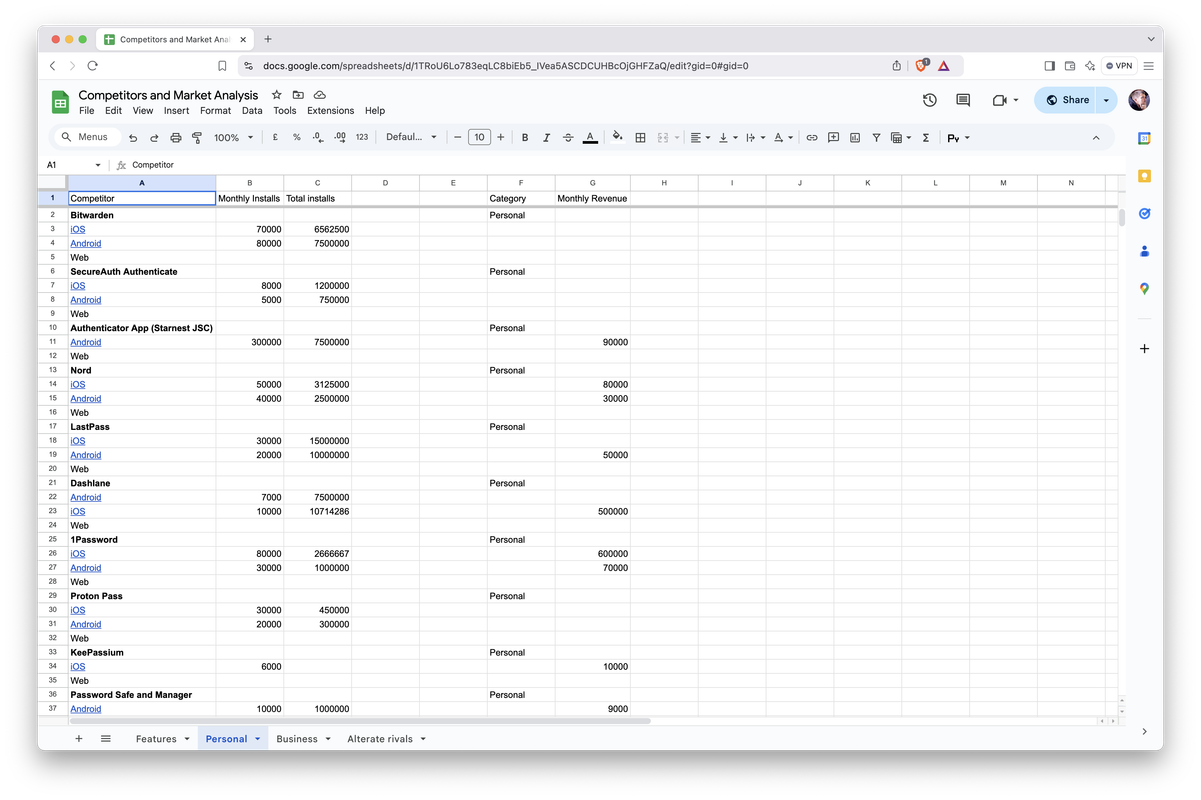 Competitors and Market Ana
docs.google.com/spreadsheets/d/1TRoU6Lo783eqLC8biEb5_IVea5ASCDCUHBcOjGHFZaQ/edit?gid=0#gid=0
1
VPN
Competitors and Market Analysis
File Edit View Insert Format Data Tools Extensions Help
Share
Menus 100% £ % .0 .00 123 Defaul... 10 B I A Σ Pγ
31
A1 fx Competitor
A B C D E F G H I J K L M N
1 Competitor Monthly Installs Total installs Category Monthly Revenue
2 Bitwarden Personal
3 iOS 70000 6562500
4 Android 80000 7500000
5 Web
6 SecureAuth Authenticate Personal
7 iOS 8000 1200000
8 Android 5000 750000
9 Web
10 Authenticator App (Starnest JSC) Personal
11 Android 300000 7500000 90000
12 Web
13 Nord Personal
14 iOS 50000 3125000 80000
15 Android 40000 2500000 30000
16 Web
17 LastPass Personal
18 iOS 30000 15000000
19 Android 20000 10000000 50000
20 Web
21 Dashlane Personal
22 Android 7000 7500000
23 iOS 10000 10714286 500000
24 Web
25 1Password Personal
26 iOS 80000 2666667 600000
27 Android 30000 1000000 70000
28 Web
29 Proton Pass Personal
30 iOS 30000 450000
31 Android 20000 300000
32 Web
33 KeePassium Personal
34 iOS 6000 10000
35 Web
36 Password Safe and Manager Personal
37 Android 10000 1000000 9000
Features Personal Business Alterate rivals